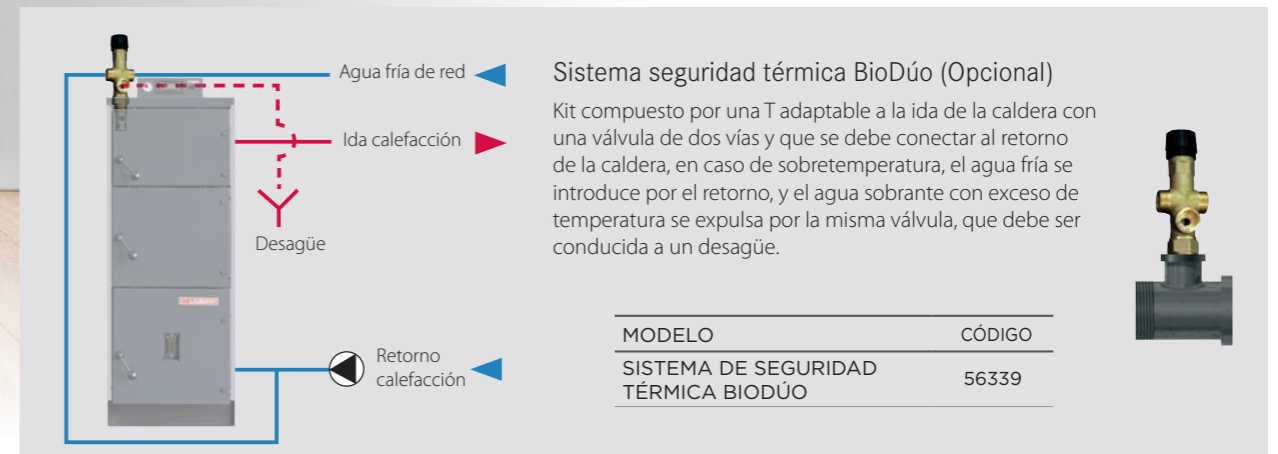 Agua fría de red
Ida calefacción
Desagüe
Retorno
calefacción
Sistema seguridad térmica BioDúo (Opcional)
Kit compuesto por una T adaptable a la ida de la caldera con
una válvula de dos vías y que se debe conectar al retorno
de la caldera, en caso de sobretemperatura, el agua fría se
introduce por el retorno, y el agua sobrante con exceso de
temperatura se expulsa por la misma válvula, que debe ser
conducida a un desagüe.
MODELO CÓDIGO
SISTEMA DE SEGURIDAD
TÉRMICA BIODÚO 56339